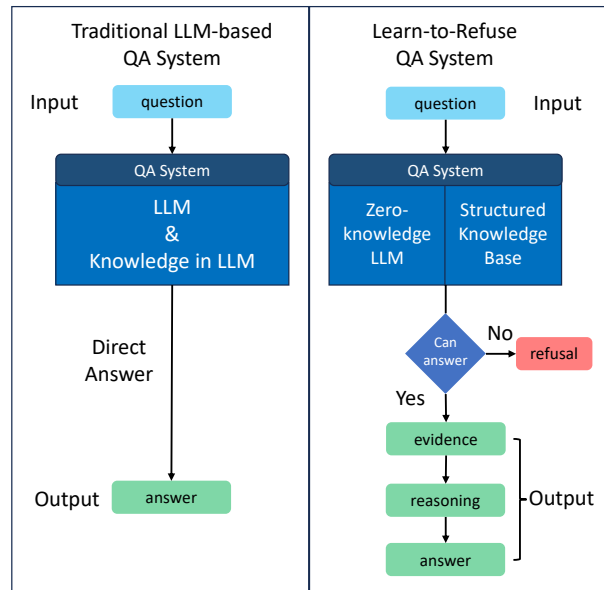 Traditional LLM-based
QA System
Input
question
QA System
LLM
&
Knowledge in LLM
Direct
Answer
Output
answer
Learn-to-Refuse
QA System
question
Input
QA System
Zero-
knowledge
LLM
Structured
Knowledge
Base
Can
answer
No
refusal
Yes
evidence
reasoning
Output
answer